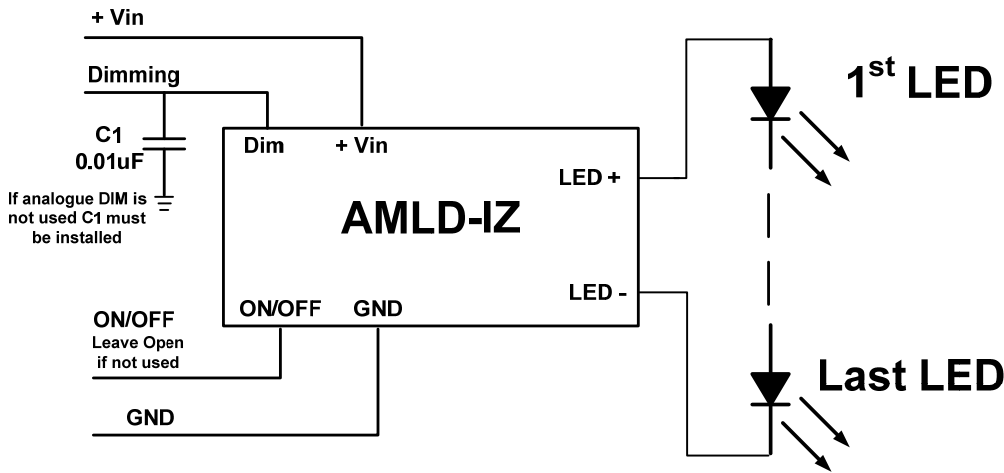 + Vin
Dimming
C1
0.01uF
If analogue DIM is
not used C1 must
be installed
Dim
+ Vin
LED +
AMLD-IZ
LED -
ON/OFF
GND
ON/OFF
Leave Open
if not used
GND
1st LED
Last LED